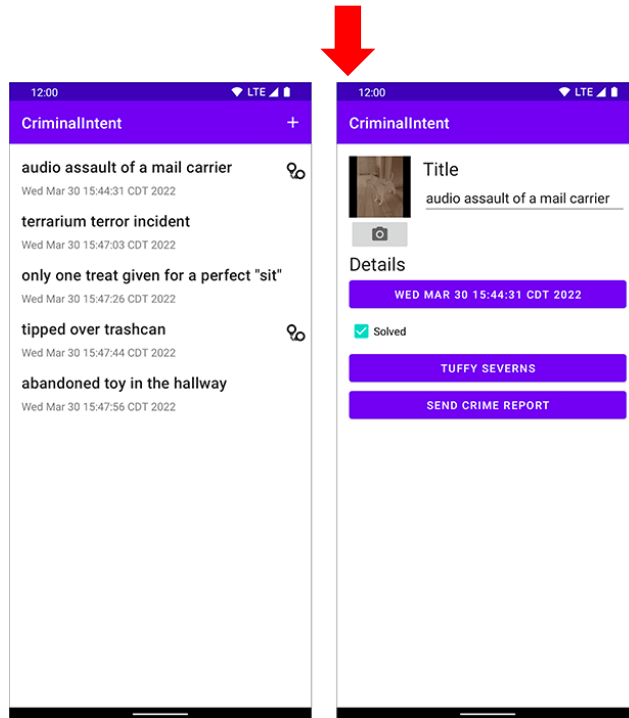 12:00 LTE
CriminalIntent +
audio assault of a mail carrier
Wed Mar 30 15:44:31 CDT 2022
terrarium terror incident
Wed Mar 30 15:47:03 CDT 2022
only one treat given for a perfect "sit"
Wed Mar 30 15:47:26 CDT 2022
tipped over trashcan
Wed Mar 30 15:47:44 CDT 2022
abandoned toy in the hallway
Wed Mar 30 15:47:56 CDT 2022
12:00 LTE
CriminalIntent
Title
audio assault of a mail carrier
Details
WED MAR 30 15:44:31 CDT 2022
Solved
TUFFY SEVERNS
SEND CRIME REPORT